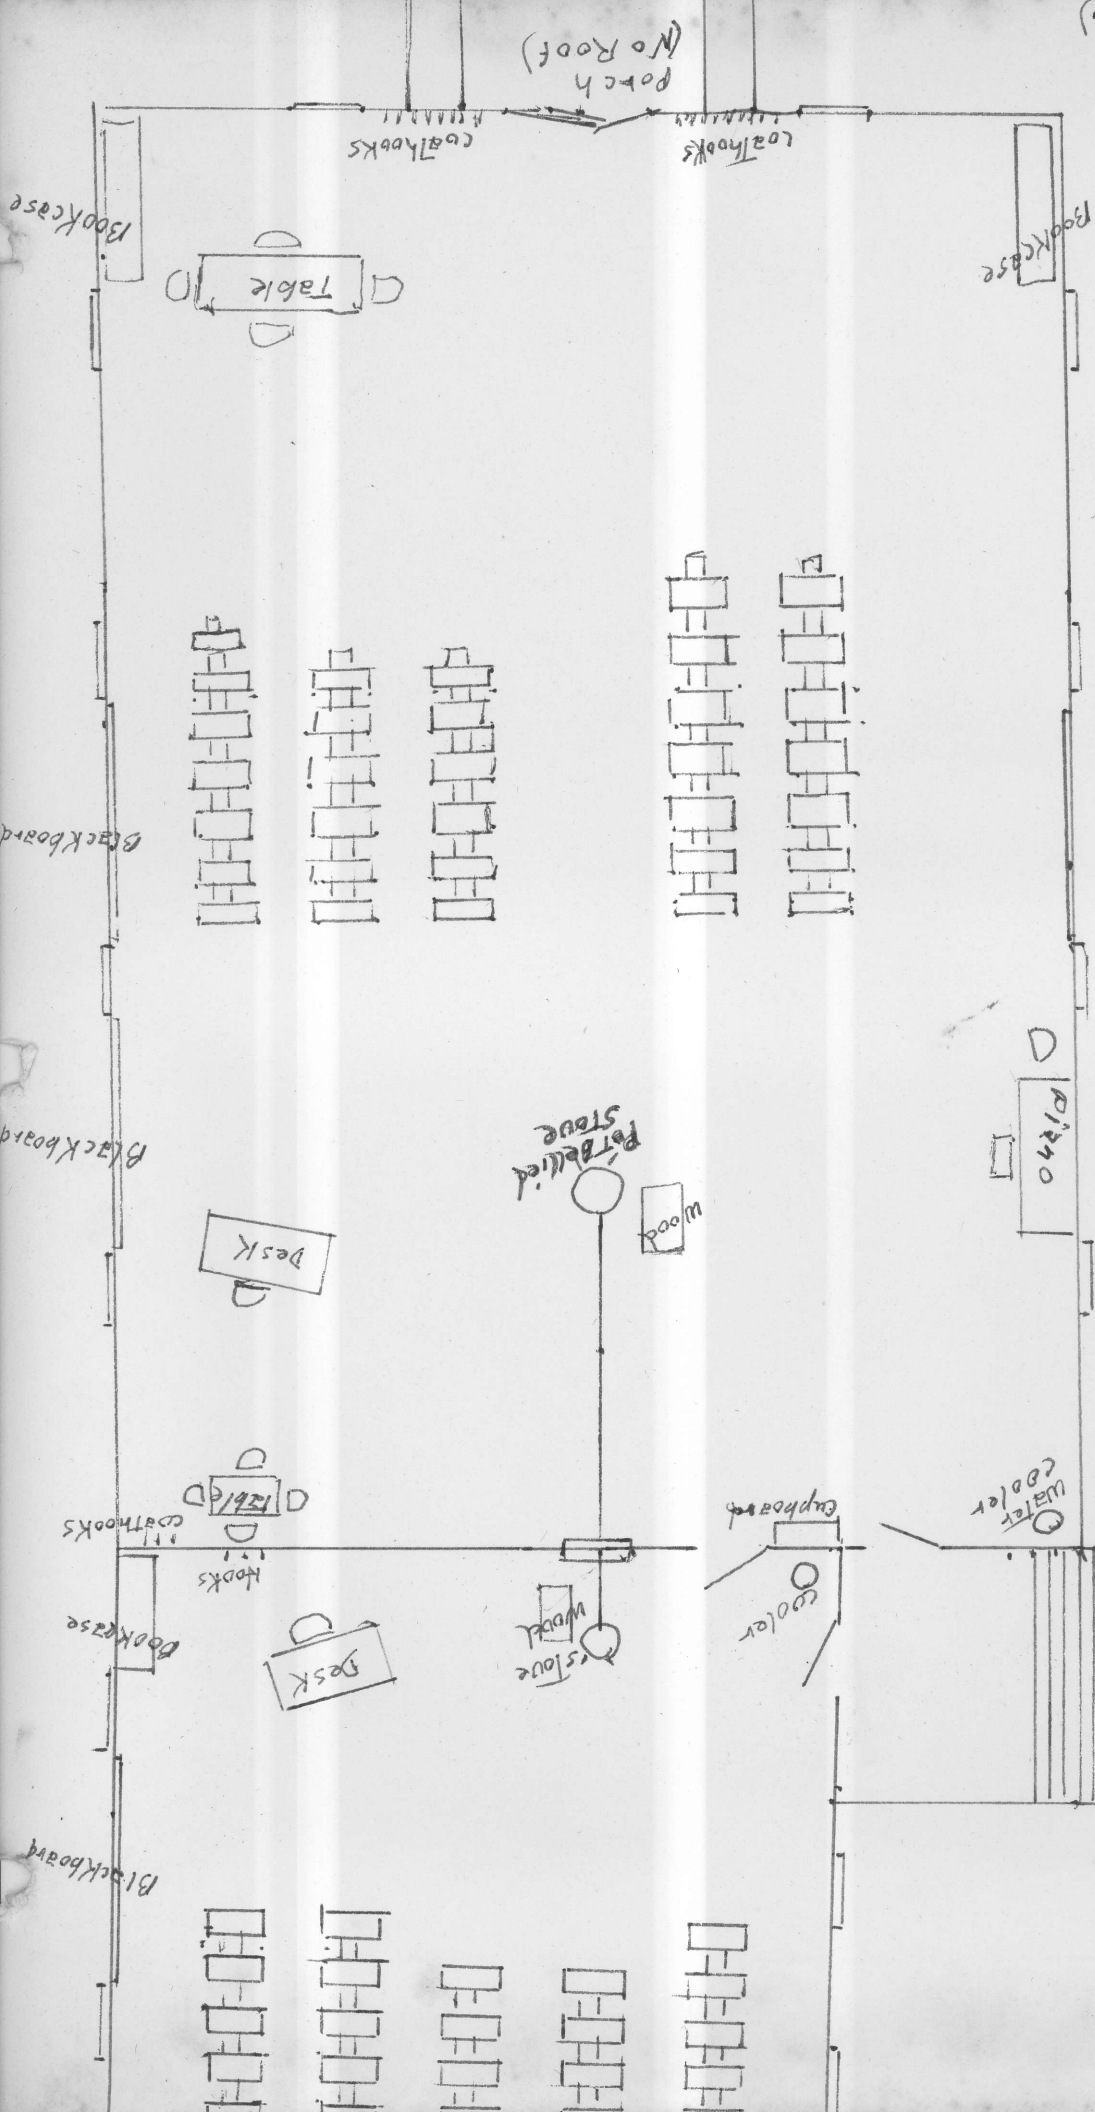 Porch
(No Roof)
coathooks
coathooks
Bookcase
Bookcase
Table
Blackboard
Blackboard
PotBellied
Stove
Wood
Piano
Desk
Table
coathooks
Hooks
cupboard
water
cooler
cooler
Bookcase
Desk
Wood
Stove
Blackboard